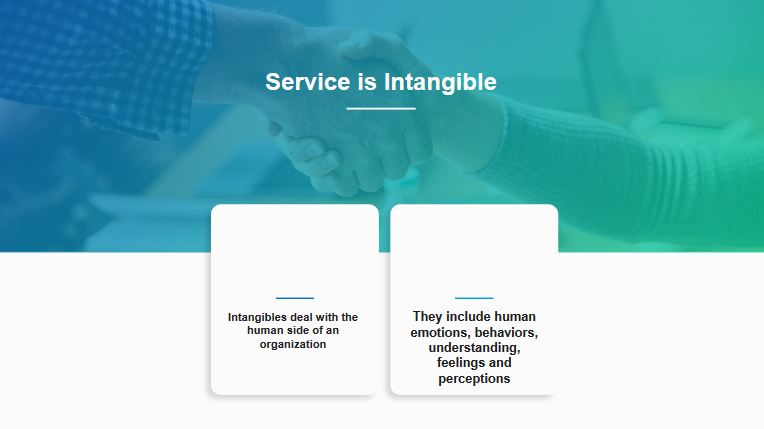 Service is Intangible
Intangibles deal with the
human side of an
organization
They include human
emotions, behaviors,
understanding,
feelings and
perceptions